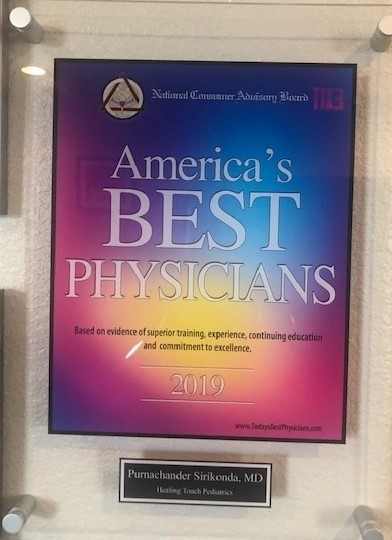 National Consumer Advisory Board
America's
BEST
PHYSICIANS
Based on evidence of superior training, experience, continuing education
and commitment to excellence.
2019
www.TodaysBestPhysicians.com
Purnachander Sirikonda, MD
Healing Touch Pediatrics